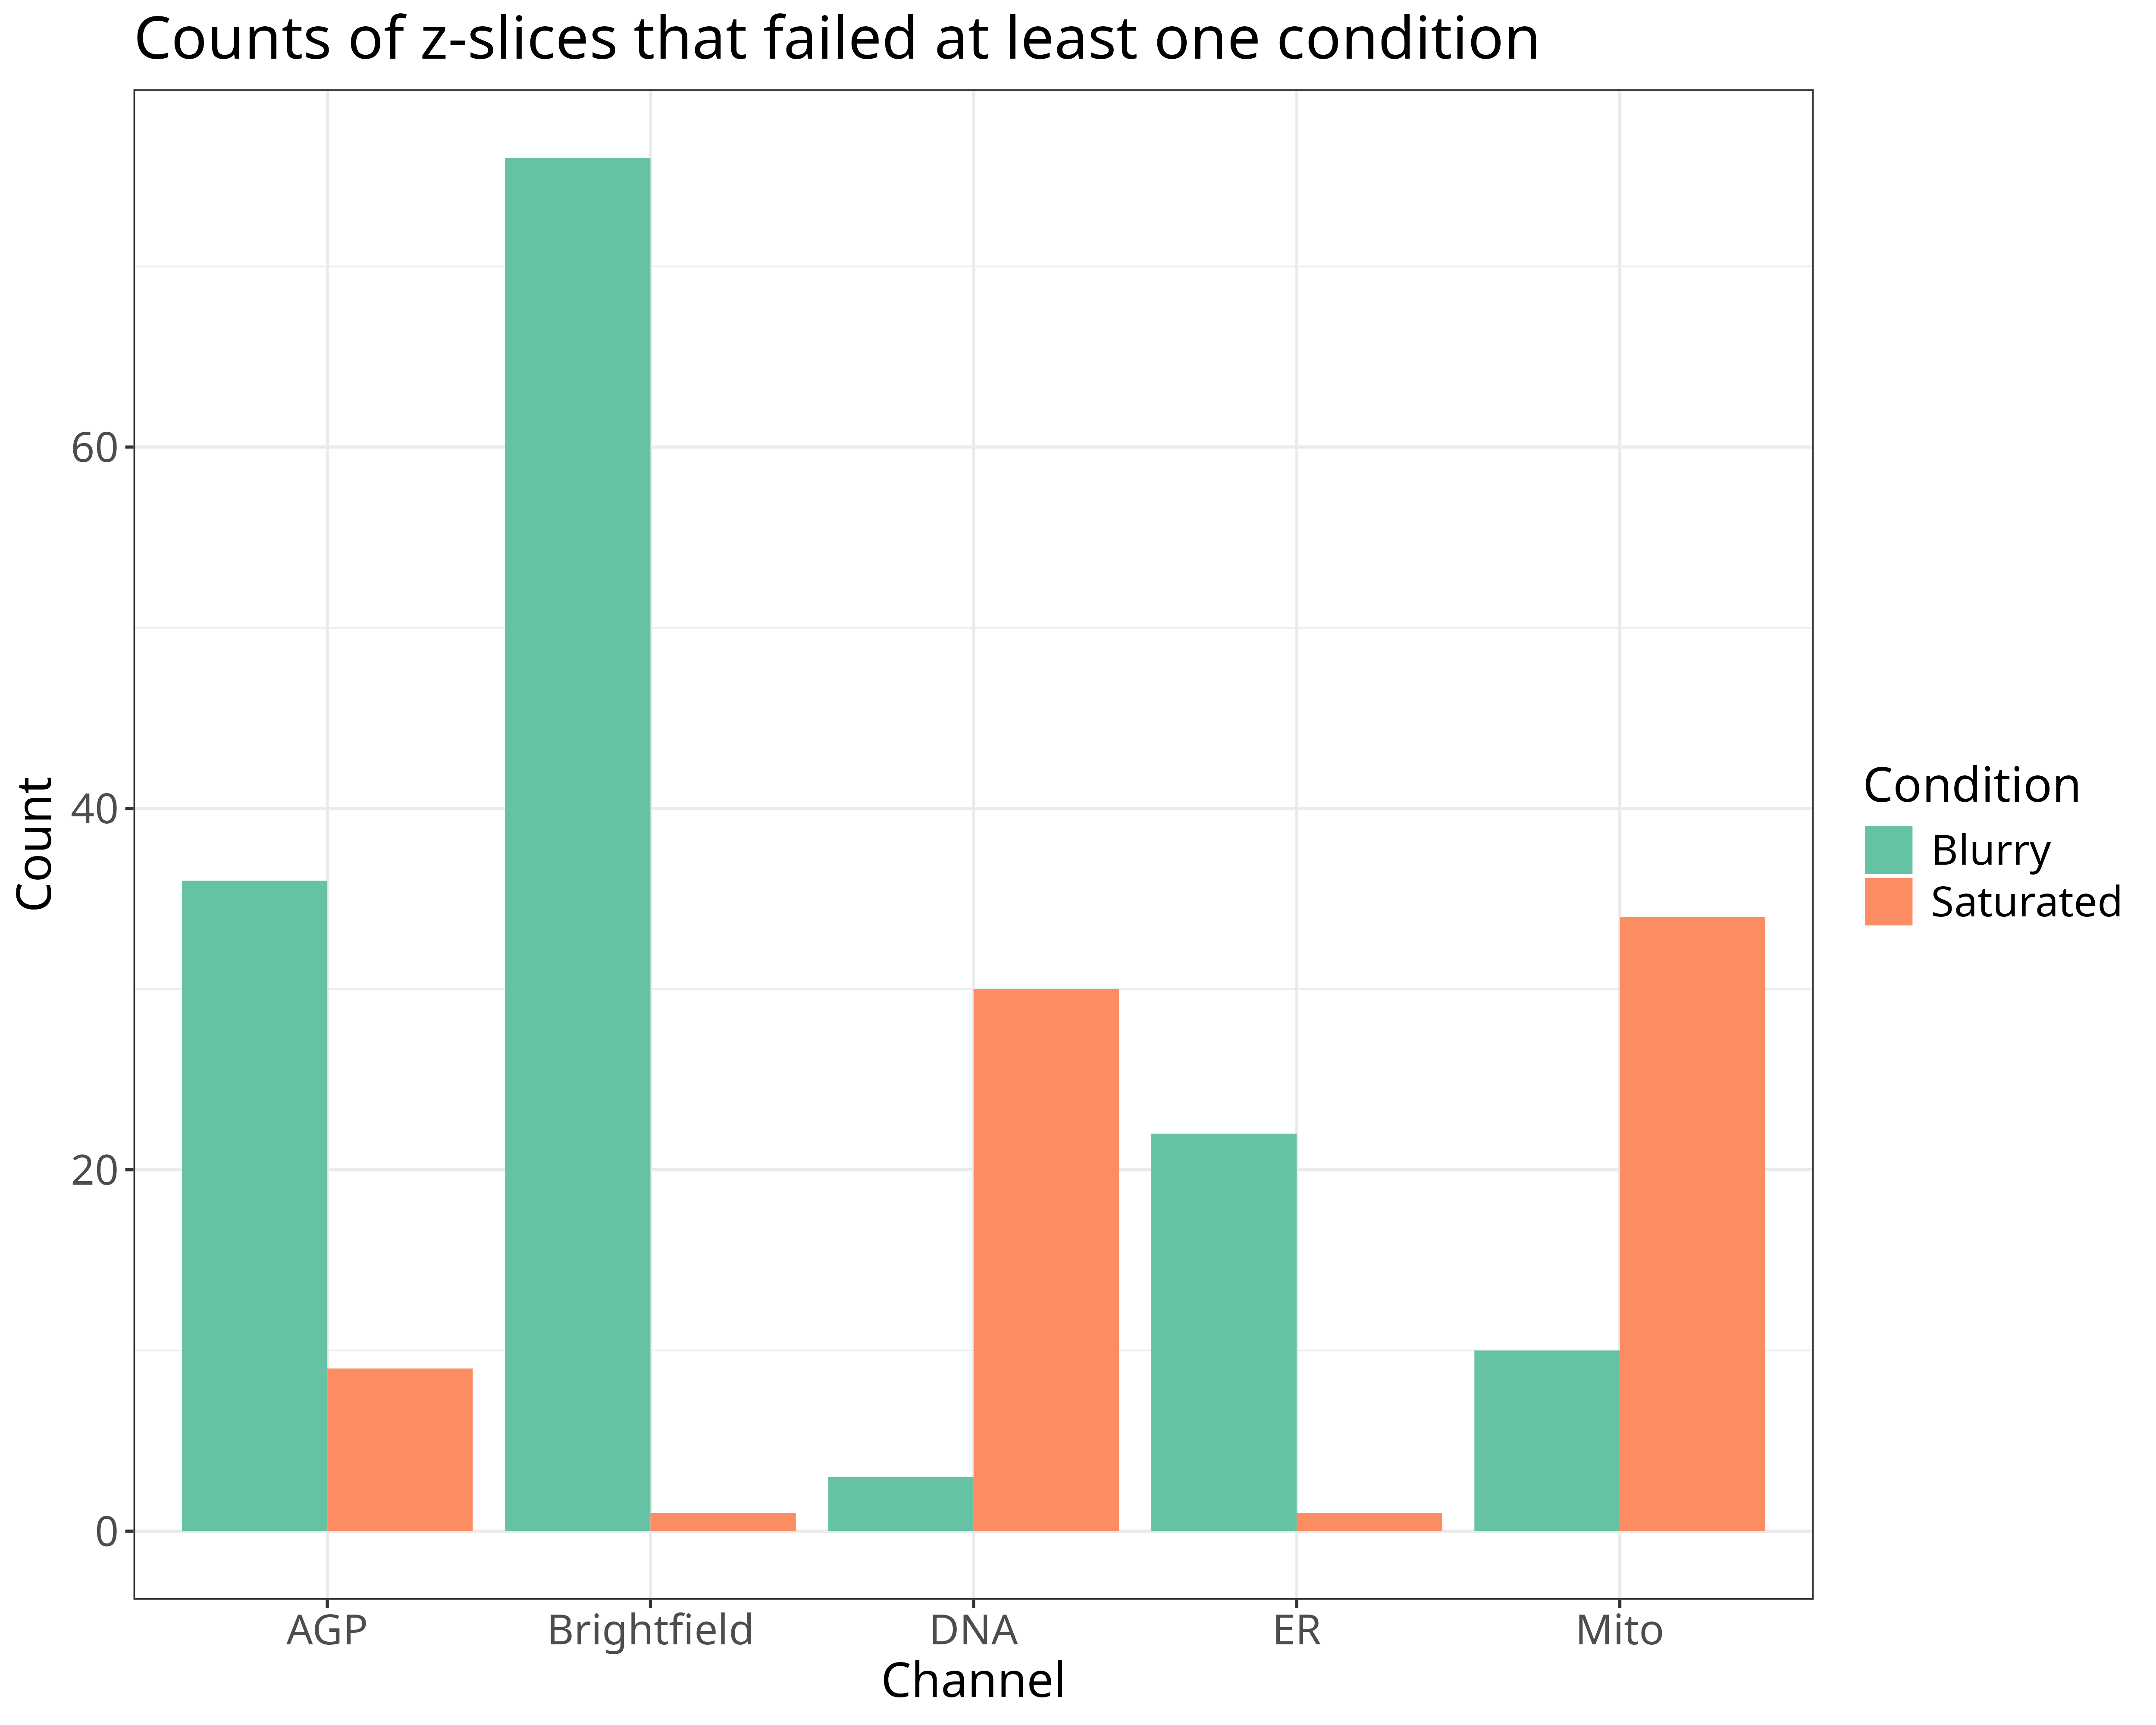 Counts of z-slices that failed at least one condition
Count
60
40
20
0
AGP
Brightfield
DNA
ER
Mito
Channel
Condition
Blurry
Saturated